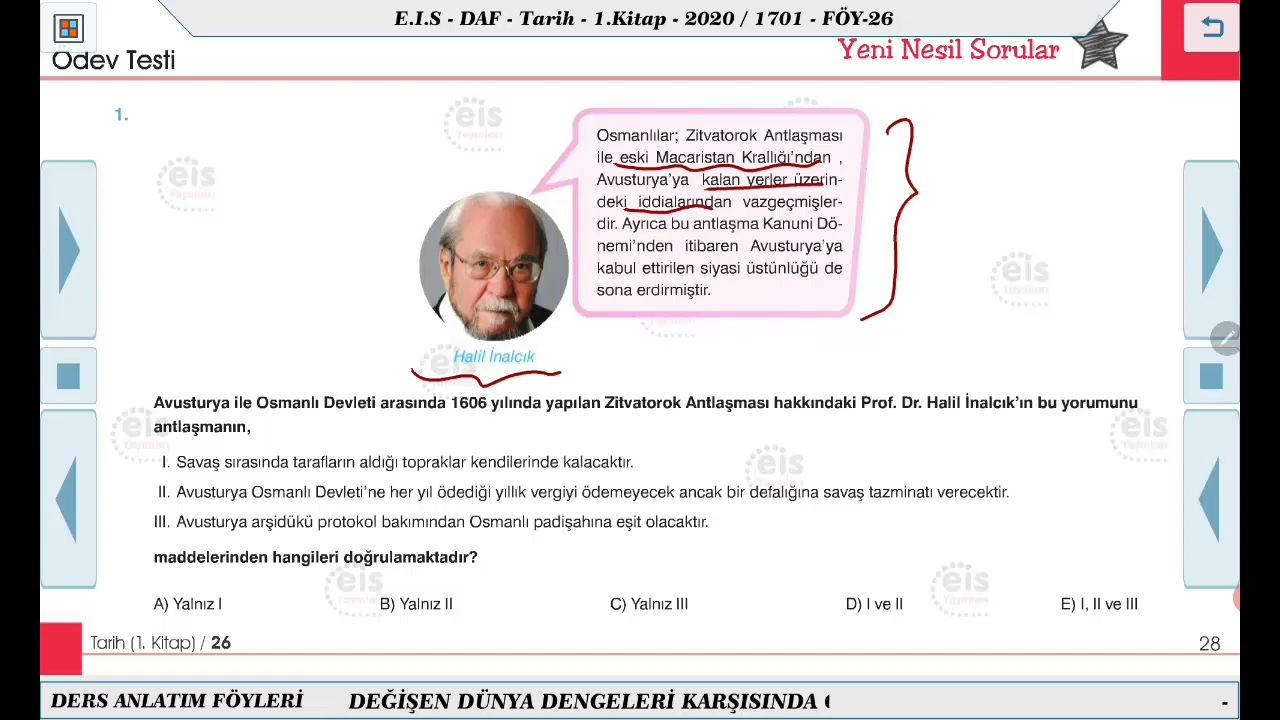 E.I.S - DAF - Tarih - 1.Kitap - 2020 / 1701 - FÖY-26
Ödev Testi
Yeni Nesil Sorular
1.
Osmanlılar; Zitvatorok Antlaşması
ile eski Macaristan Krallığı'ndan ,
Avusturya'ya kalan yerler üzerin-
deki iddialarından vazgeçmişler-
dir. Ayrıca bu antlaşma Kanuni Dö-
nemi'nden itibaren Avusturya'ya
kabul ettirilen siyasi üstünlüğü de
sona erdirmiştir.
Halil İnalcık
Avusturya ile Osmanlı Devleti arasında 1606 yılında yapılan Zitvatorok Antlaşması hakkındaki Prof. Dr. Halil İnalcık'ın bu yorumunu
antlaşmanın,
I. Savaş sırasında tarafların aldığı topraklar kendilerinde kalacaktır.
II. Avusturya Osmanlı Devleti'ne her yıl ödediği yıllık vergiyi ödemeyecek ancak bir defalığına savaş tazminatı verecektir.
III. Avusturya arşidükü protokol bakımından Osmanlı padişahına eşit olacaktır.
maddelerinden hangileri doğrulamaktadır?
A) Yalnız I B) Yalnız II C) Yalnız III D) I ve II E) I, II ve III
Tarih (1. Kitap) / 26 28
DERS ANLATIM FÖYLERİ DEĞİŞEN DÜNYA DENGELERİ KARŞISINDA -